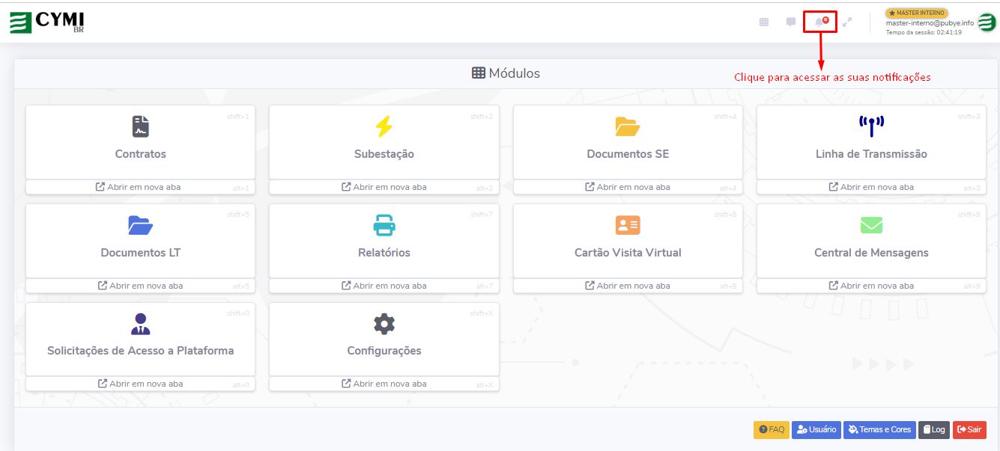 CYMI
BR
0
MASTER INTERNO
master-interno@pubye.info
Tempo da sessão: 02:41:19
Clique para acessar as suas notificações
Módulos
shift+1
Contratos
Abrir em nova aba alt+1
shift+2
Subestação
Abrir em nova aba alt+2
shift+4
Documentos SE
Abrir em nova aba alt+4
shift+3
Linha de Transmissão
Abrir em nova aba alt+3
shift+5
Documentos LT
Abrir em nova aba alt+5
shift+7
Relatórios
Abrir em nova aba alt+7
shift+8
Cartão Visita Virtual
Abrir em nova aba alt+8
shift+9
Central de Mensagens
Abrir em nova aba alt+9
shift+0
Solicitações de Acesso a Plataforma
Abrir em nova aba alt+0
shift+X
Configurações
Abrir em nova aba alt+X
FAQ Usuário Temas e Cores Log Sair